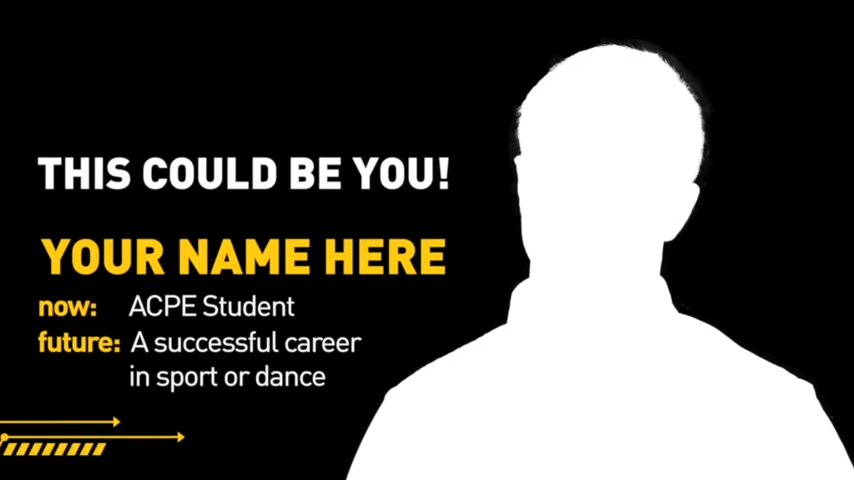 THIS COULD BE YOU!
YOUR NAME HERE
now: ACPE Student
future: A successful career
in sport or dance